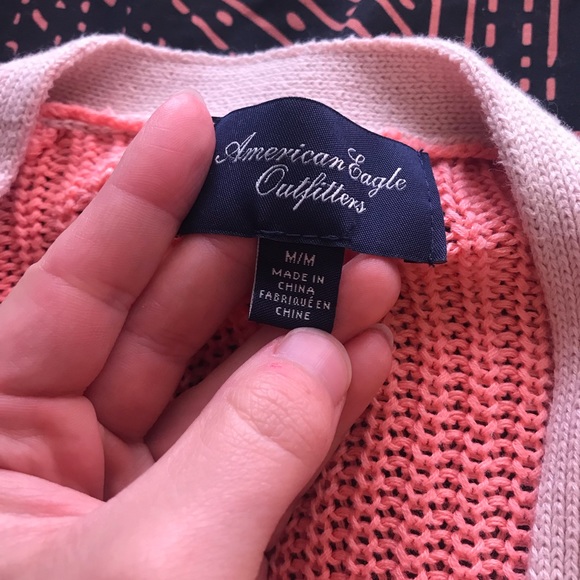 American Eagle
Outfitters
M/M
MADE IN
CHINA
FABRIQUÉ EN
CHINE